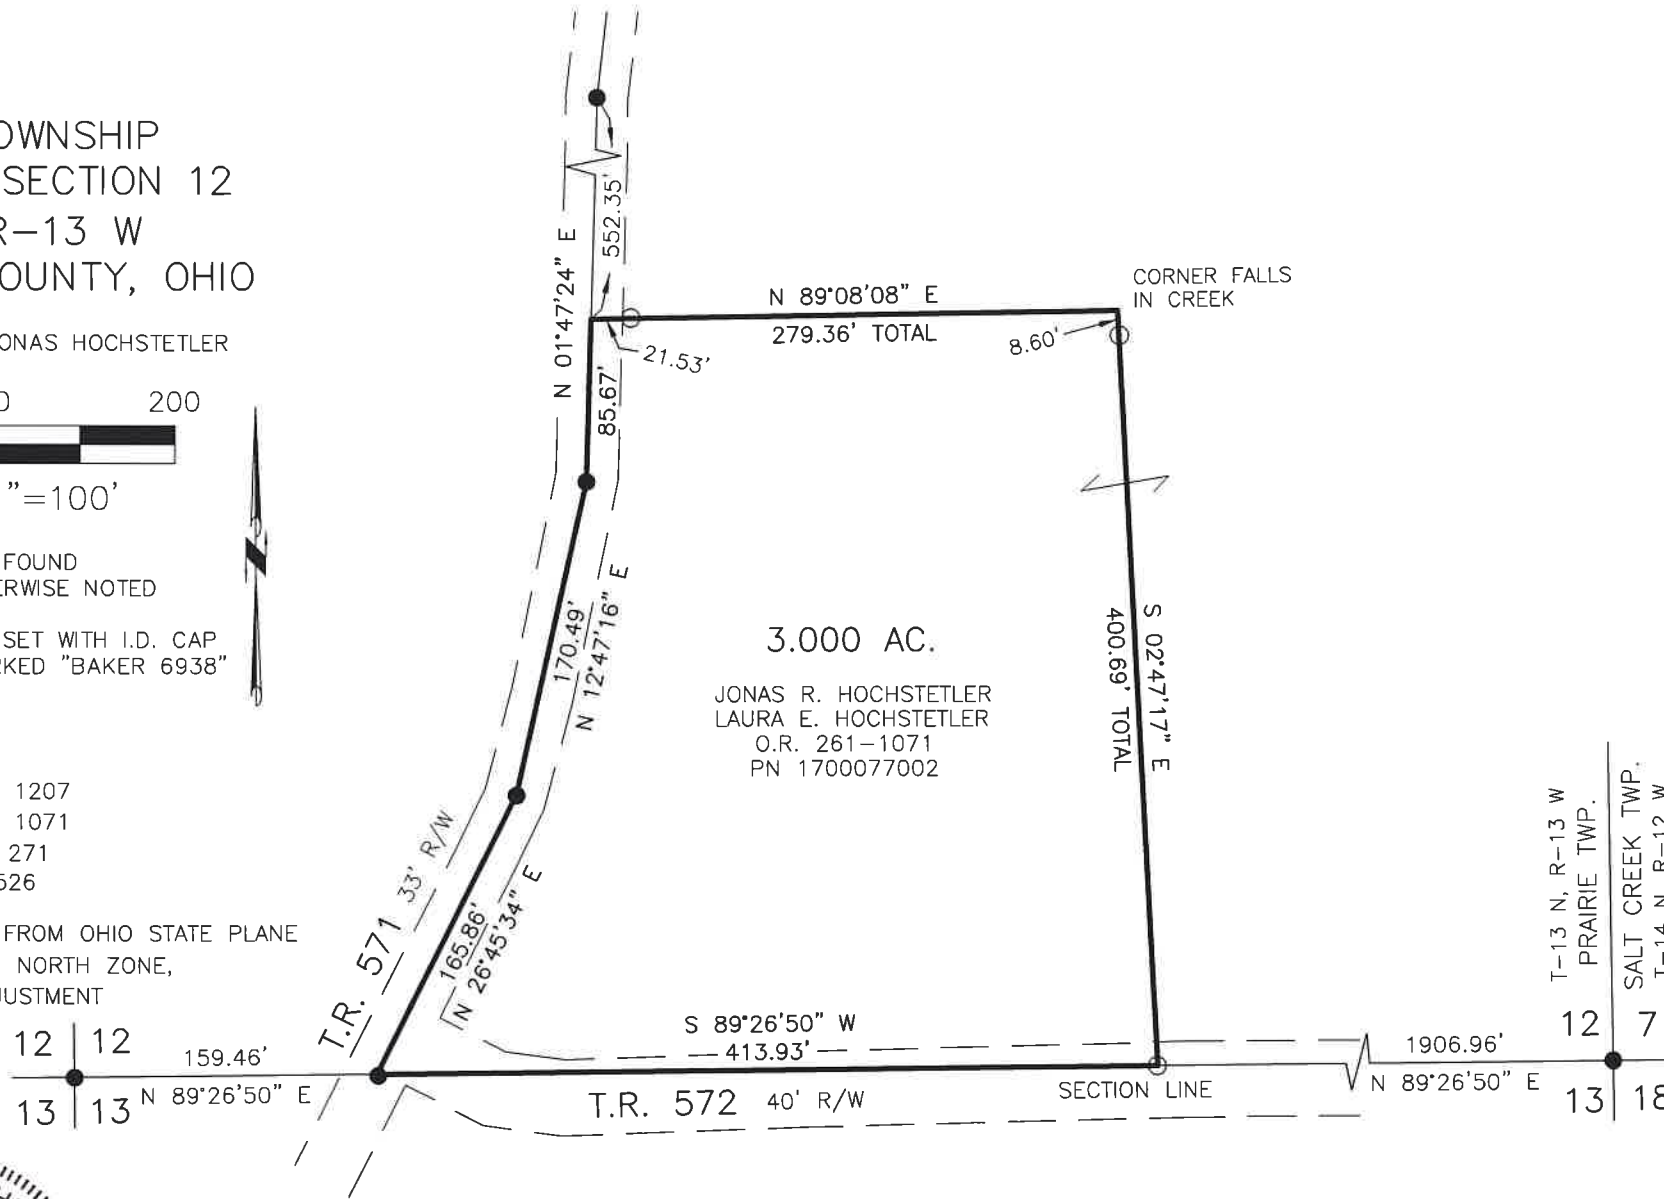 OWNSHIP
SECTION 12
R-13 W
OUNTY, OHIO
ONAS HOCHSTETLER
0 200
"=100'
FOUND
ERWISE NOTED
SET WITH I.D. CAP
RKED "BAKER 6938"
1207
1071
271
526
FROM OHIO STATE PLANE
NORTH ZONE,
JUSTMENT
N 01°47'24" E
552.35'
N 89°08'08" E
279.36' TOTAL
21.53'
8.60'
CORNER FALLS
IN CREEK
85.67'
170.49'
N 12°47'16" E
3.000 AC.
JONAS R. HOCHSTETLER
LAURA E. HOCHSTETLER
O.R. 261-1071
PN 1700077002
S 02°47'17" E
400.69' TOTAL
T.R. 571 33' R/W
165.86'
N 26°45'34" E
S 89°26'50" W
413.93'
T.R. 572 40' R/W
SECTION LINE
12 12
13 13
159.46'
N 89°26'50" E
1906.96'
N 89°26'50" E
T-13 N, R-13 W
PRAIRIE TWP.
SALT CREEK TWP.
T-14 N R-12 W
12 7
13 18